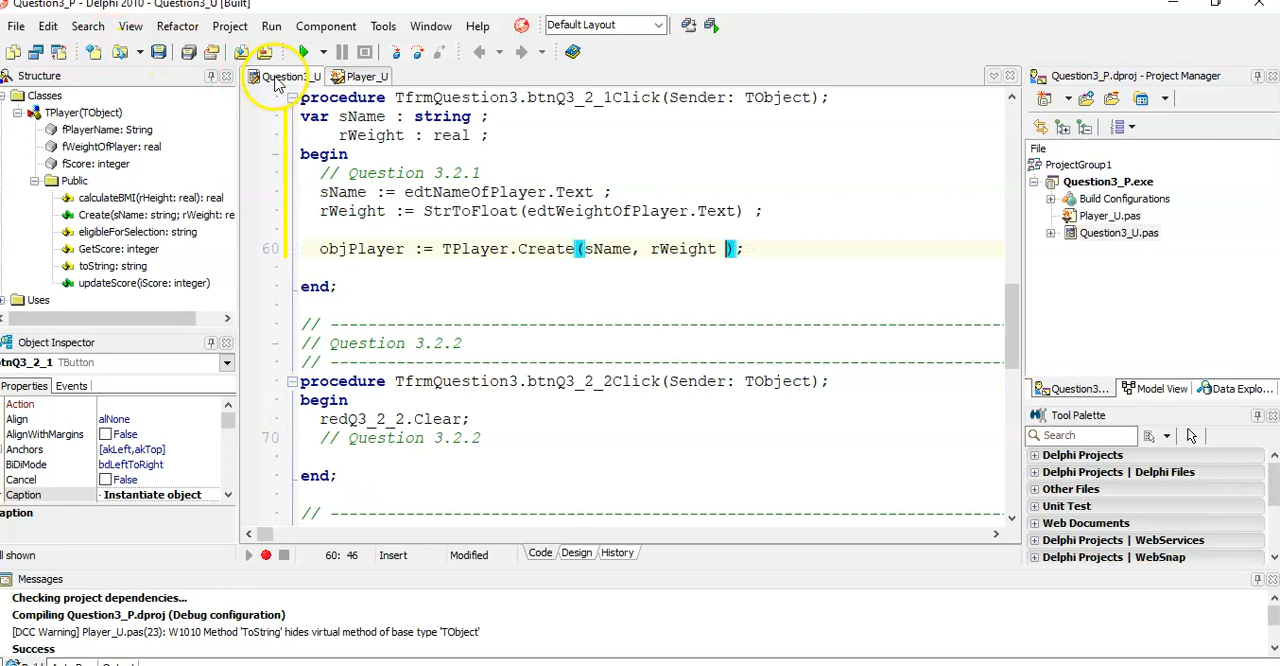 Question3_P - Delphi 2010 - Question3_U [Built]
File Edit Search View Refactor Project Run Component Tools Window Help Default Layout
Structure
Question3_U Player_U
Question3_P.dproj - Project Manager
Classes
TPlayer(TObject)
fPlayerName: String
fWeightOfPlayer: real
fScore: integer
Public
calculateBMI(rHeight: real): real
Create(sName: string; rWeight: re
eligibleForSelection: string
GetScore: integer
toString: string
updateScore(iScore: integer)
Uses
procedure TfrmQuestion3.btnQ3_2_1Click(Sender: TObject);
var sName : string ;
rWeight : real ;
begin
// Question 3.2.1
sName := edtNameOfPlayer.Text ;
rWeight := StrToFloat(edtWeightOfPlayer.Text) ;
60 objPlayer := TPlayer.Create(sName, rWeight );
end;
// ------------------------------------------------------------------------
// Question 3.2.2
// ------------------------------------------------------------------------
procedure TfrmQuestion3.btnQ3_2_2Click(Sender: TObject);
begin
redQ3_2_2.Clear;
70 // Question 3.2.2
end;
// ------------------------------------------------------------------------
60: 46 Insert Modified Code Design History
File
ProjectGroup1
Question3_P.exe
Build Configurations
Player_U.pas
Question3_U.pas
Question3... Model View Data Explo...
Tool Palette
Search
Delphi Projects
Delphi Projects | Delphi Files
Other Files
Unit Test
Web Documents
Delphi Projects | WebServices
Delphi Projects | WebSnap
Object Inspector
btnQ3_2_1 TButton
Properties Events
Action
Align alNone
AlignWithMargins False
Anchors [akLeft,akTop]
BiDiMode bdLeftToRight
Cancel False
Caption Instantiate object
aption
ll shown
Messages
Checking project dependencies...
Compiling Question3_P.dproj (Debug configuration)
[DCC Warning] Player_U.pas(23): W1010 Method 'ToString' hides virtual method of base type 'TObject'
Success